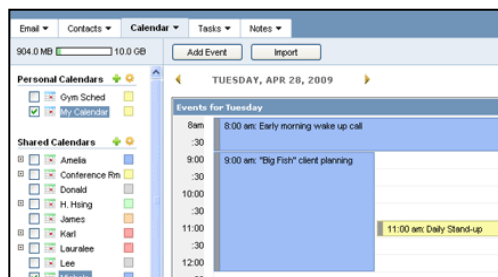 Email Contacts Calendar Tasks Notes
904.0 MB 10.0 GB Add Event Import
Personal Calendars
Gym Sched
My Calendar
Shared Calendars
Amelia
Conference Rm
Donald
H. Hsing
James
Karl
Lauralee
Lee
TUESDAY, APR 28, 2009
Events for Tuesday
8am 8:00 am: Early morning wake up call
:30
9:00 9:00 am: "Big Fish" client planning
:30
10:00
:30
11:00 11:00 am: Daily Stand-up
:30
12:00